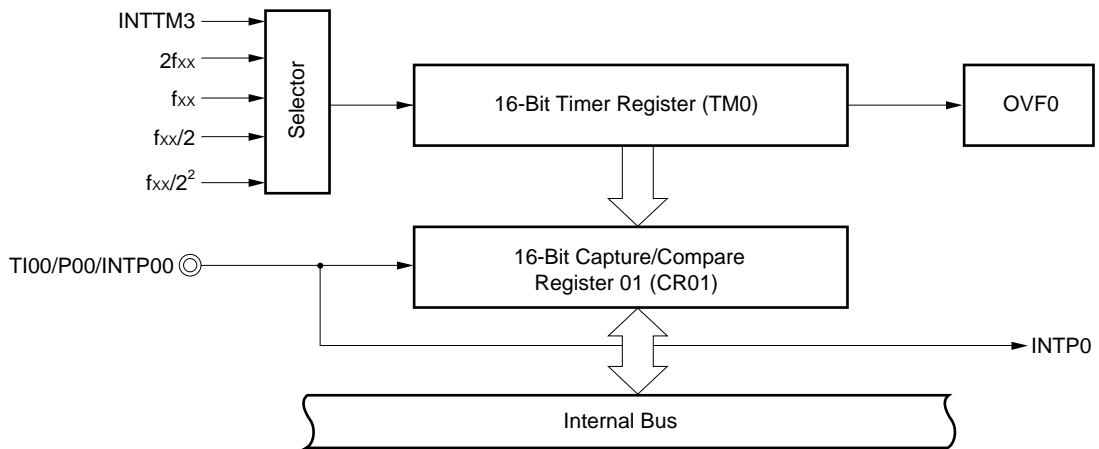 INTTM3
2fxx
fxx
fxx/2
fxx/2²
Selector
16-Bit Timer Register (TM0)
OVF0
TI00/P00/INTP00
16-Bit Capture/Compare
Register 01 (CR01)
INTP0
Internal Bus